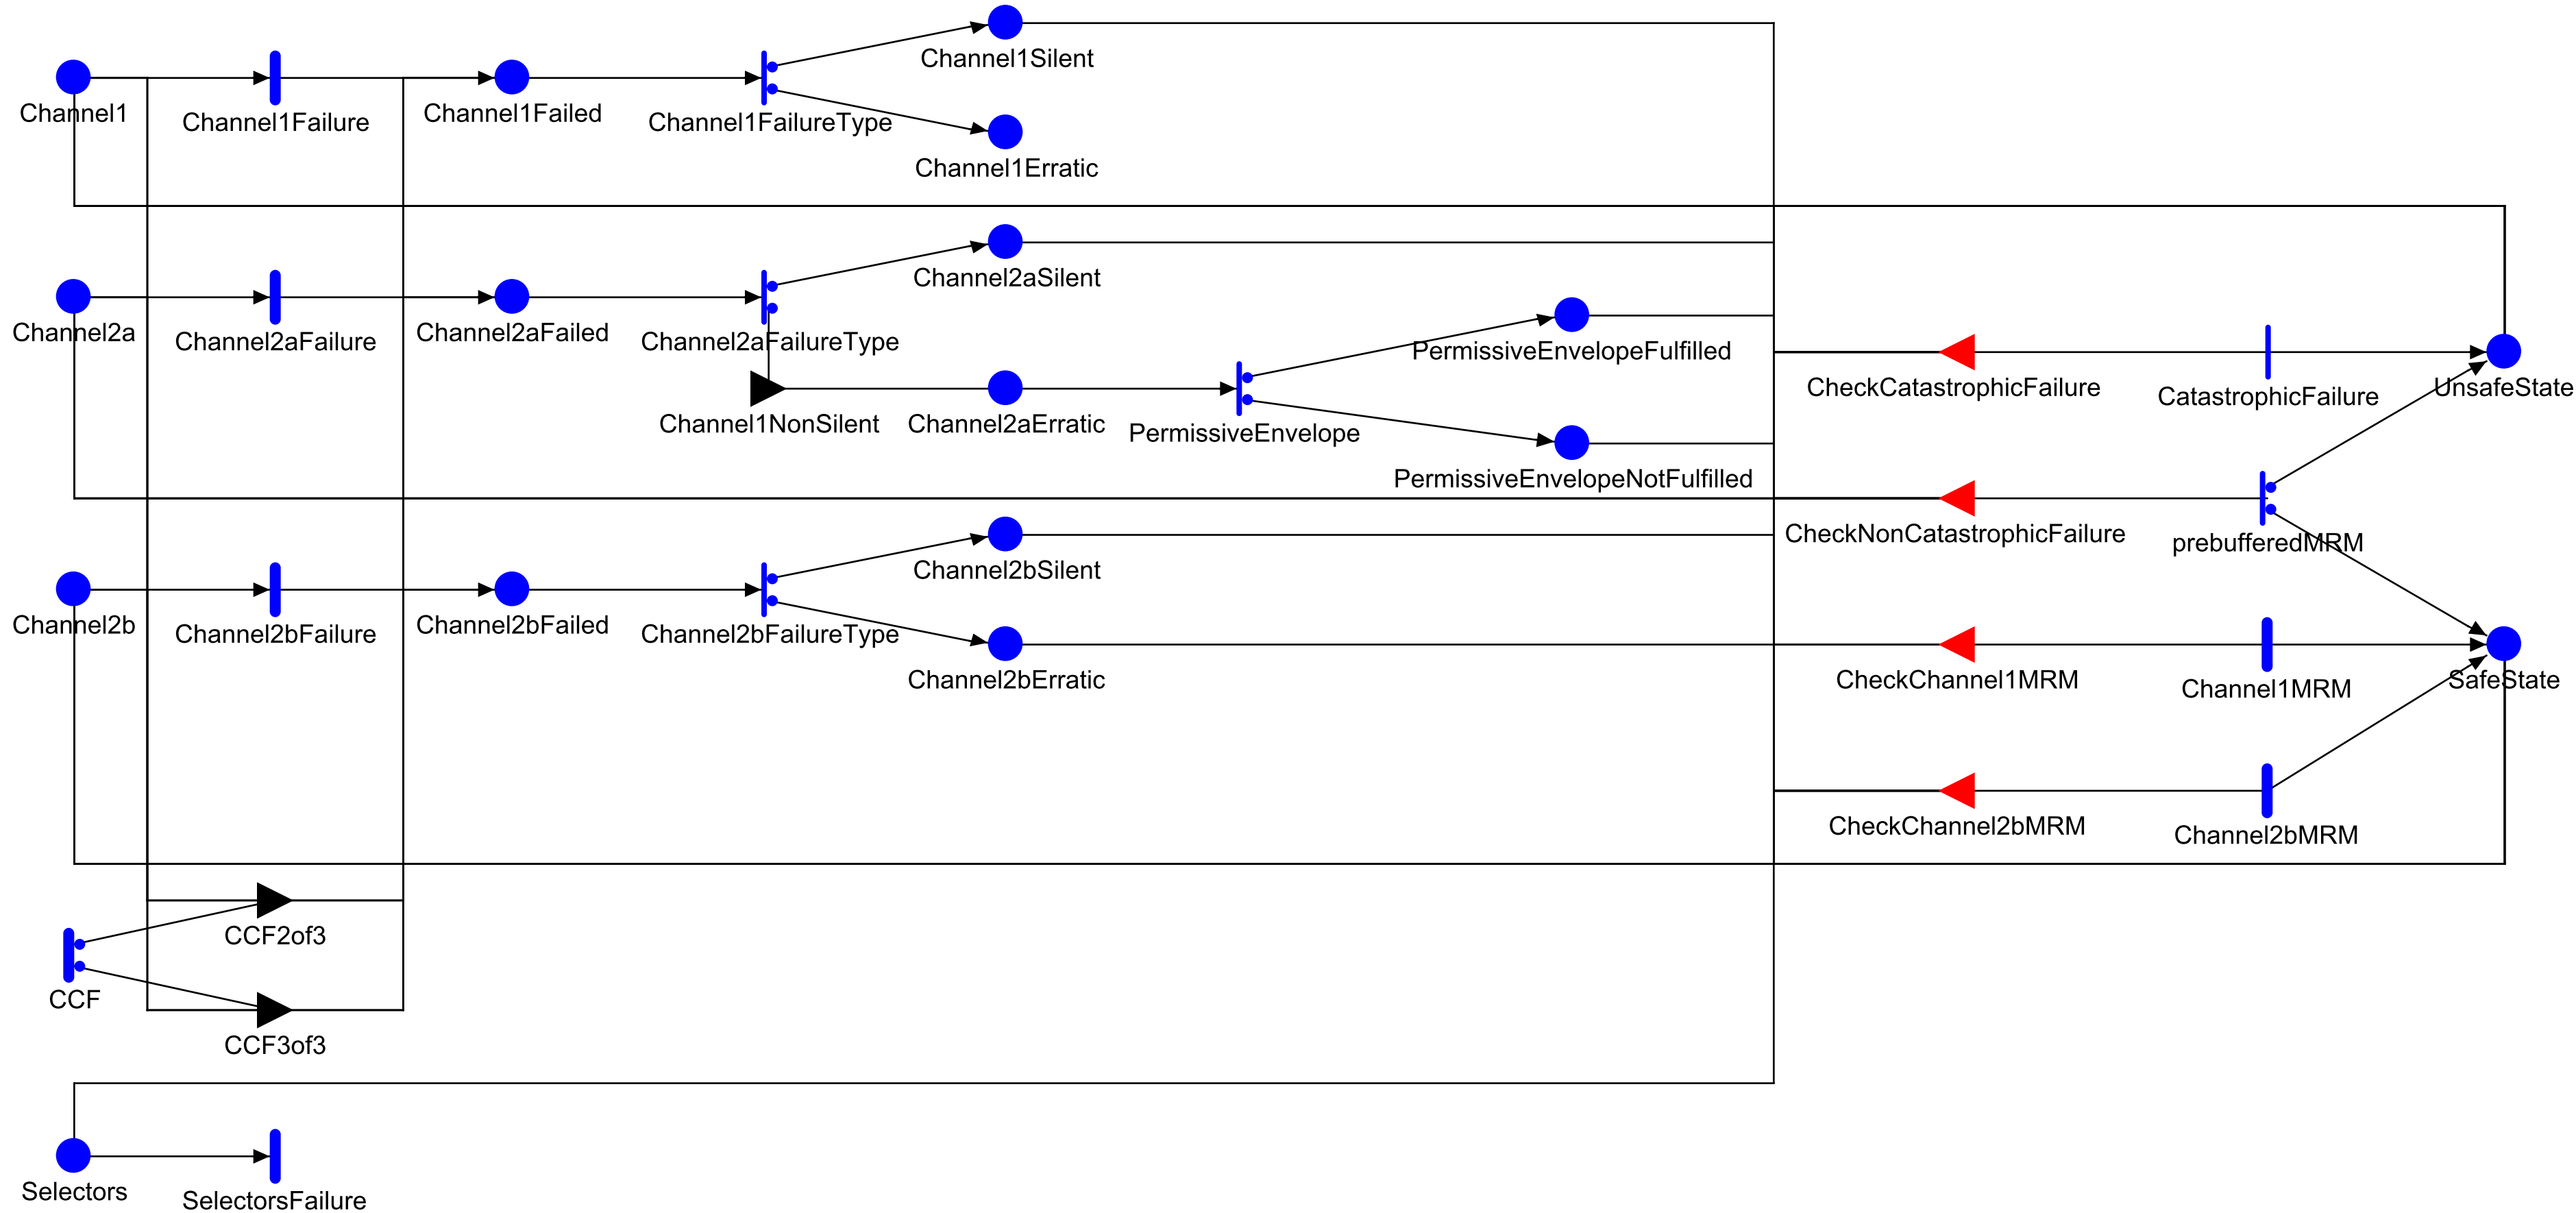 Channel1Silent
Channel1
Channel1Failure
Channel1Failed
Channel1FailureType
Channel1Erratic
Channel2aSilent
Channel2a
Channel2aFailure
Channel2aFailed
Channel2aFailureType
PermissiveEnvelopeFulfilled
CheckCatastrophicFailure
CatastrophicFailure
UnsafeState
Channel1NonSilent
Channel2aErratic
PermissiveEnvelope
PermissiveEnvelopeNotFulfilled
CheckNonCatastrophicFailure
prebufferedMRM
Channel2bSilent
Channel2b
Channel2bFailure
Channel2bFailed
Channel2bFailureType
Channel2bErratic
CheckChannel1MRM
Channel1MRM
SafeState
CheckChannel2bMRM
Channel2bMRM
CCF2of3
CCF
CCF3of3
Selectors
SelectorsFailure